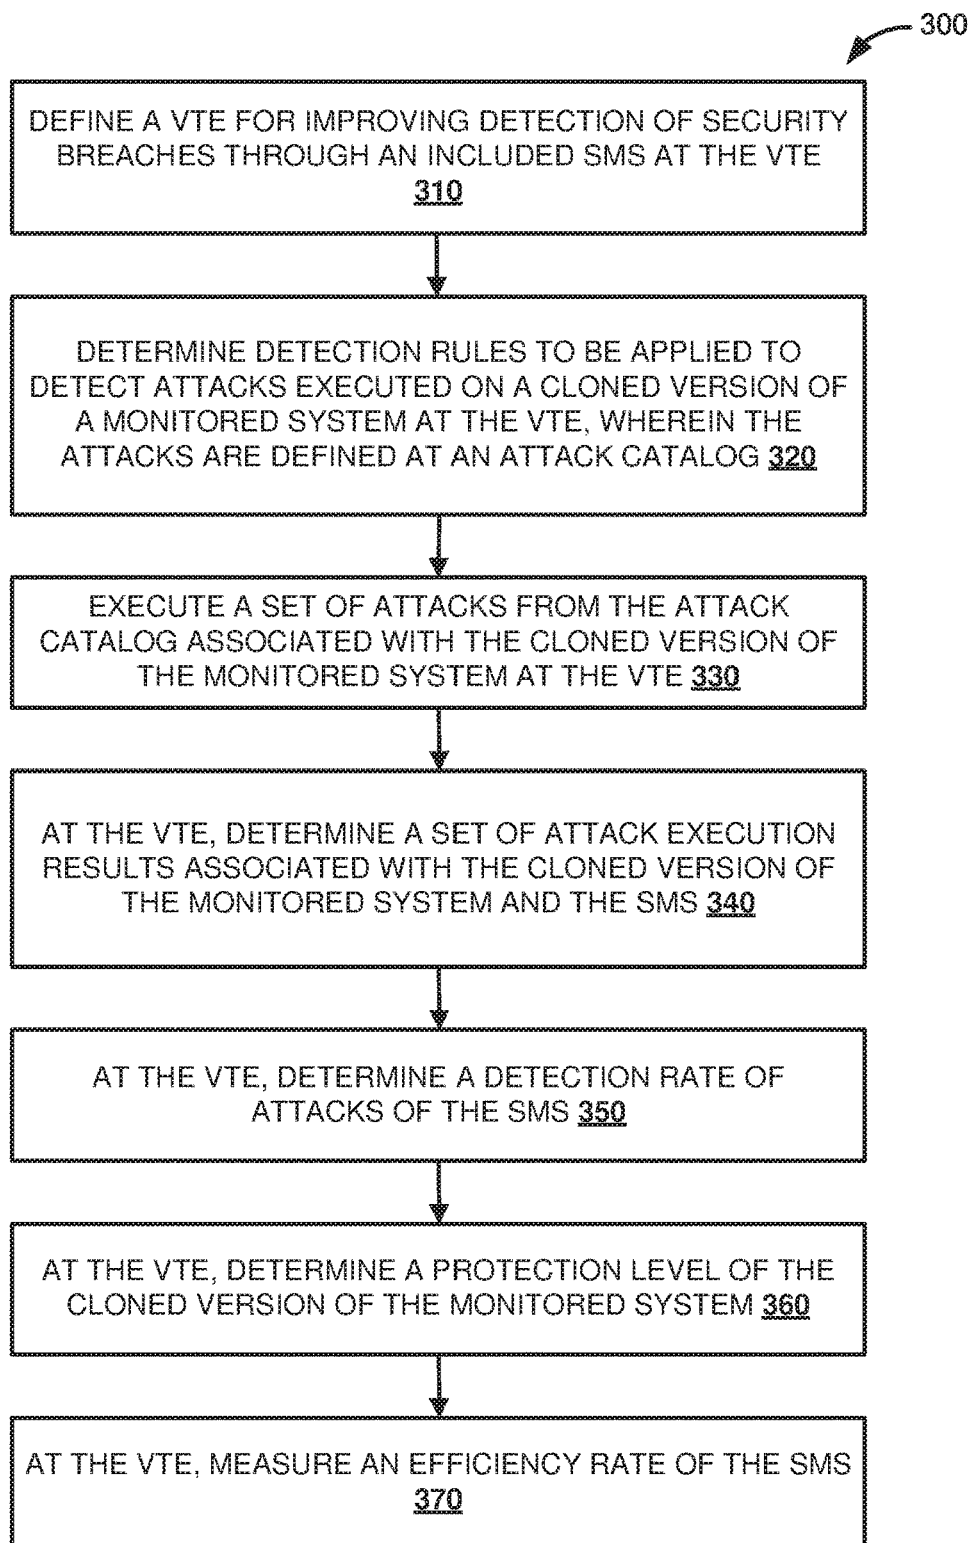 300
DEFINE A VTE FOR IMPROVING DETECTION OF SECURITY
BREACHES THROUGH AN INCLUDED SMS AT THE VTE
310
DETERMINE DETECTION RULES TO BE APPLIED TO
DETECT ATTACKS EXECUTED ON A CLONED VERSION OF
A MONITORED SYSTEM AT THE VTE, WHEREIN THE
ATTACKS ARE DEFINED AT AN ATTACK CATALOG 320
EXECUTE A SET OF ATTACKS FROM THE ATTACK
CATALOG ASSOCIATED WITH THE CLONED VERSION OF
THE MONITORED SYSTEM AT THE VTE 330
AT THE VTE, DETERMINE A SET OF ATTACK EXECUTION
RESULTS ASSOCIATED WITH THE CLONED VERSION OF
THE MONITORED SYSTEM AND THE SMS 340
AT THE VTE, DETERMINE A DETECTION RATE OF
ATTACKS OF THE SMS 350
AT THE VTE, DETERMINE A PROTECTION LEVEL OF THE
CLONED VERSION OF THE MONITORED SYSTEM 360
AT THE VTE, MEASURE AN EFFICIENCY RATE OF THE SMS
370